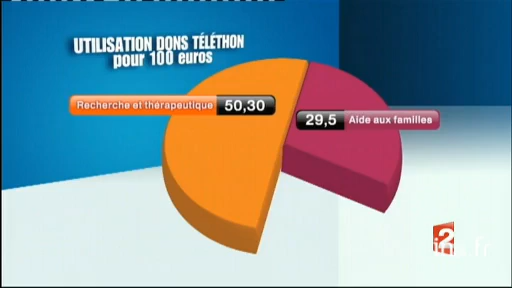 UTILISATION DONS TÉLÉTHON
pour 100 euros
Recherche et thérapeutique 50,30
29,5 Aide aux familles
2